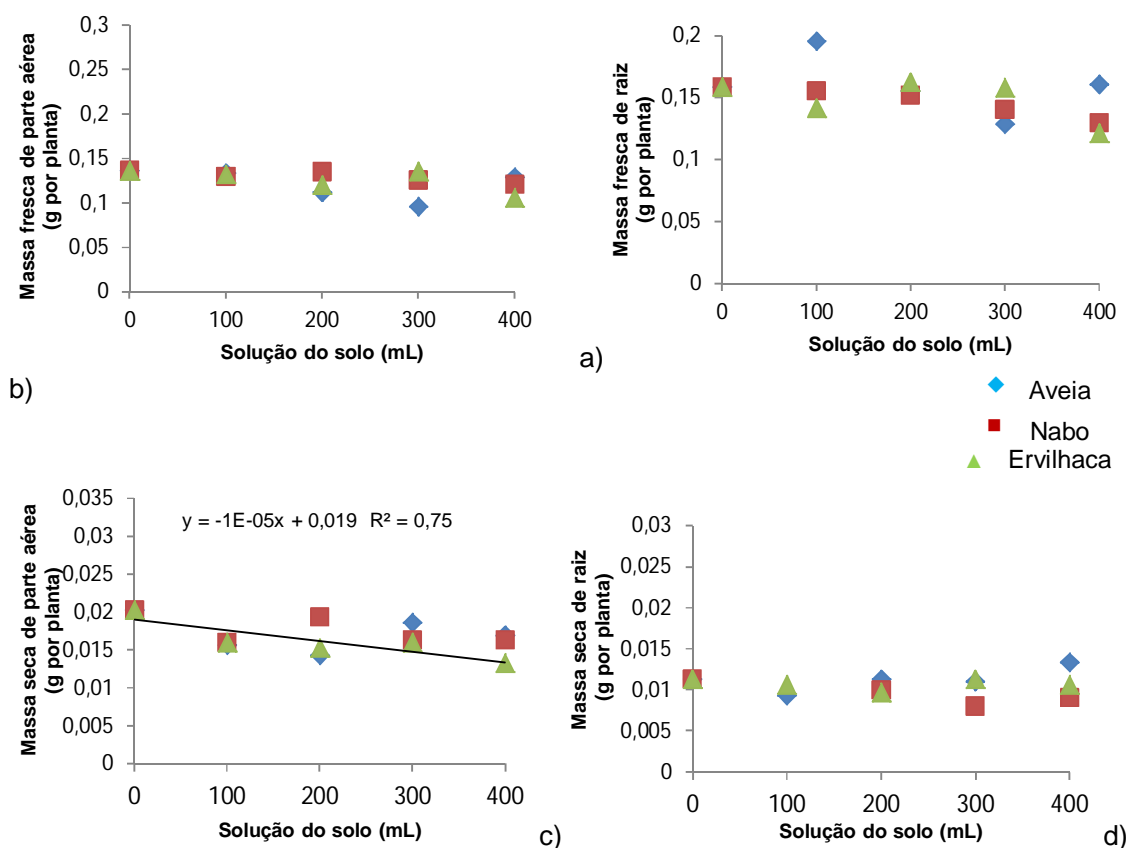 0,3
0,25
0,2
0,15
0,1
0,05
0
0 100 200 300 400
Massa fresca de parte aérea
(g por planta)
Solução do solo (mL)
b)
0,2
0,15
0,1
0,05
0
0 100 200 300 400
Massa fresca de raiz
(g por planta)
Solução do solo (mL)
a)
Aveia
Nabo
Ervilhaca
0,035
0,03
0,025
0,02
0,015
0,01
0,005
0
0 100 200 300 400
Massa seca de parte aérea
(g por planta)
y = -1E-05x + 0,019 R² = 0,75
Solução do solo (mL)
c)
0,03
0,025
0,02
0,015
0,01
0,005
0
0 100 200 300 400
Massa seca de raiz
(g por planta)
Solução do solo (mL)
d)